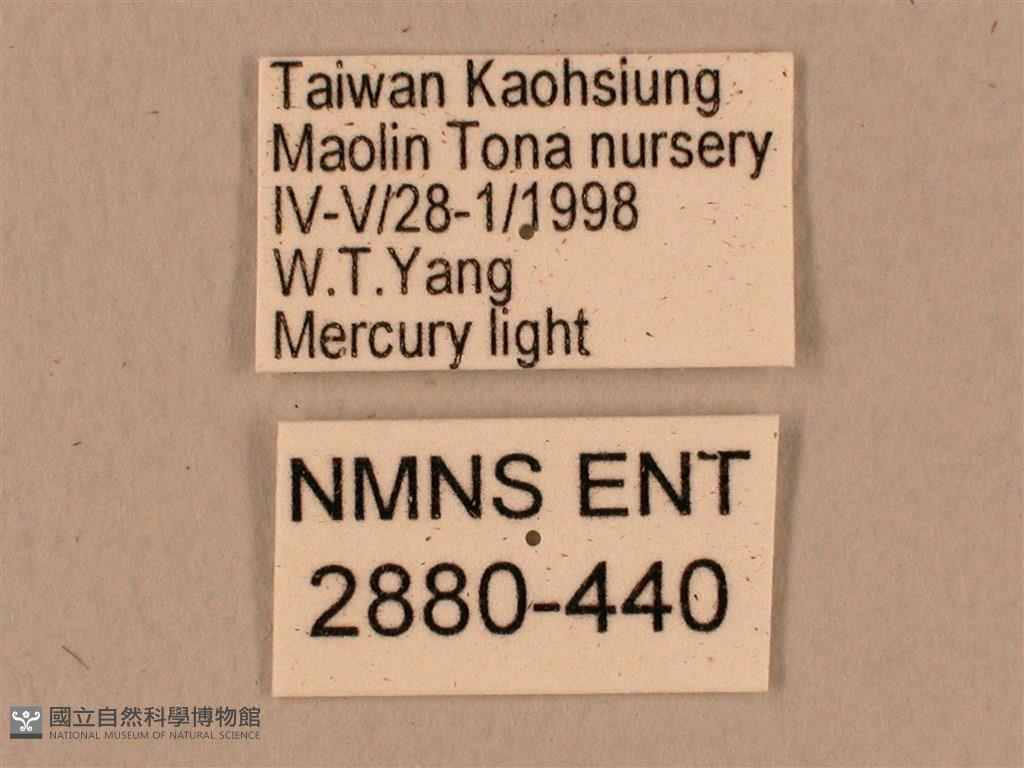 Taiwan Kaohsiung
Maolin Tona nursery
IV-V/28-1/1998
W.T.Yang
Mercury light
NMNS ENT
2880-440
國立自然科學博物館
NATIONAL MUSEUM OF NATURAL SCIENCE